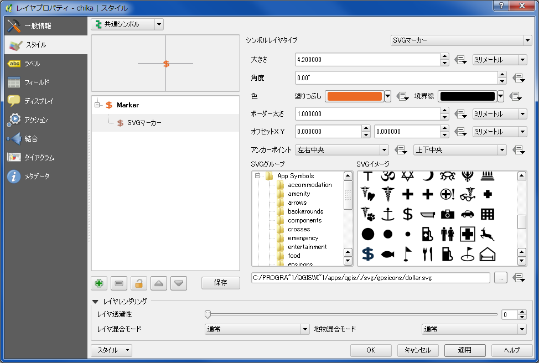 レイヤプロパティ - chika | スタイル
一般情報
スタイル
ラベル
フィールド
ディスプレイ
アクション
結合
ダイアグラム
メタデータ
共通シンボル
Marker
SVGマーカー
保存
シンボルレイヤタイプ
SVGマーカー
大きさ
4.200000
ミリメートル
角度
0.00°
色
塗りつぶし
境界線
ボーダー太さ
1.000000
ミリメートル
オフセットX,Y
0.000000
0.000000
ミリメートル
アンカーポイント
左右中央
上下中央
SVGグループ
SVGイメージ
App Symbols
accommodation
amenity
arrows
backgrounds
components
crosses
emergency
entertainment
food
gpsicons
C:/PROGRA~1/QGISW~1/apps/qgis/./svg/gpsicons/dollar.svg
...
レイヤレンダリング
レイヤ透過性
0
レイヤ混合モード
通常
地物混合モード
通常
スタイル
OK
キャンセル
適用
ヘルプ